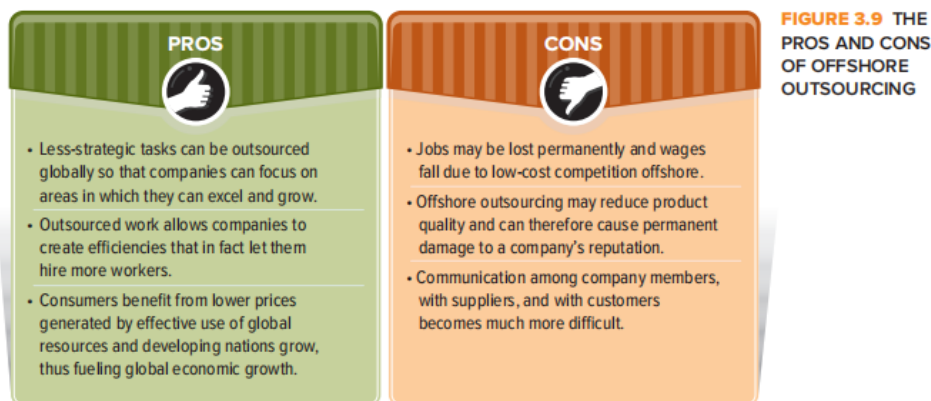 PROS
• Less-strategic tasks can be outsourced
globally so that companies can focus on
areas in which they can excel and grow.
• Outsourced work allows companies to
create efficiencies that in fact let them
hire more workers.
• Consumers benefit from lower prices
generated by effective use of global
resources and developing nations grow,
thus fueling global economic growth.
CONS
• Jobs may be lost permanently and wages
fall due to low-cost competition offshore.
• Offshore outsourcing may reduce product
quality and can therefore cause permanent
damage to a company’s reputation.
• Communication among company members,
with suppliers, and with customers
becomes much more difficult.
FIGURE 3.9 THE
PROS AND CONS
OF OFFSHORE
OUTSOURCING